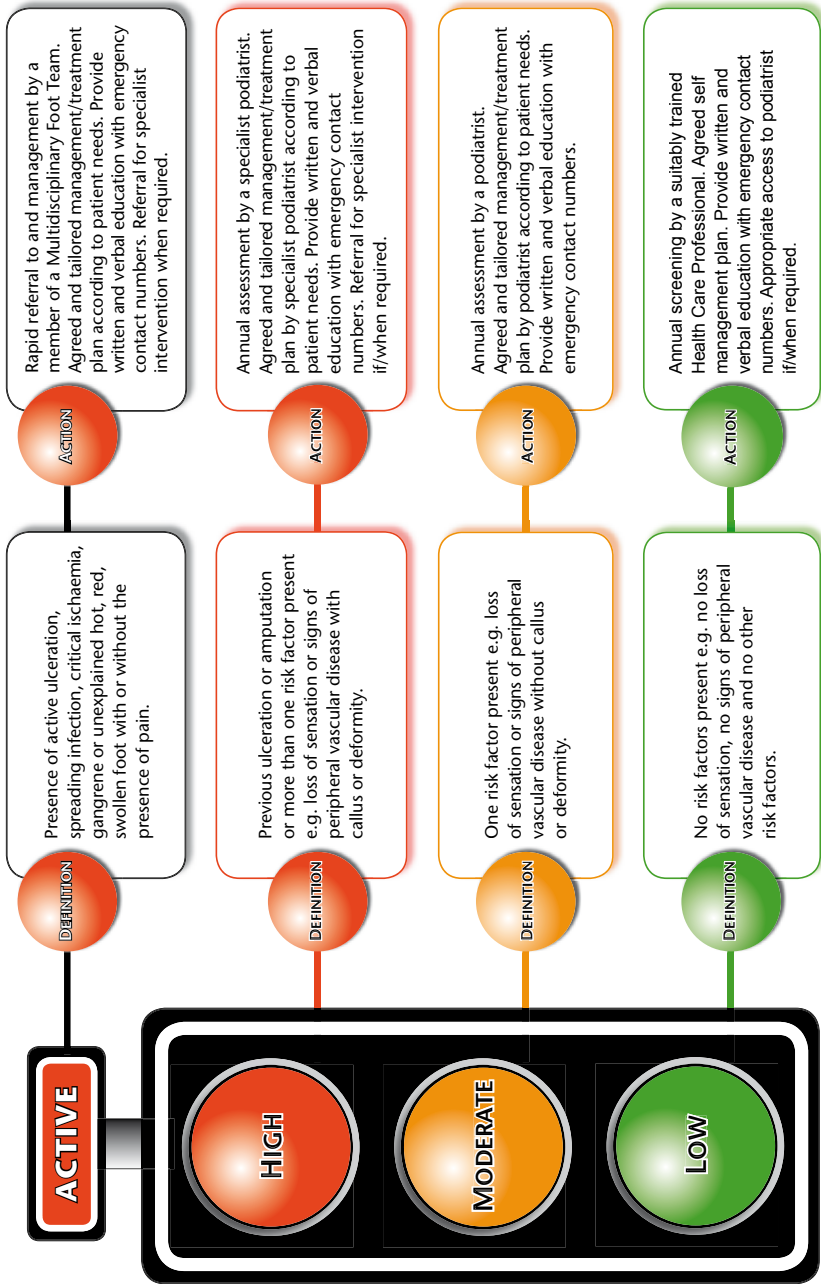 ACTIVE
DEFINITION
Presence of active ulceration,
spreading infection, critical ischaemia,
gangrene or unexplained hot, red,
swollen foot with or without the
presence of pain.
ACTION
Rapid referral to and management by a
member of a Multidisciplinary Foot Team.
Agreed and tailored management/treatment
plan according to patient needs. Provide
written and verbal education with emergency
contact numbers. Referral for specialist
intervention when required.
HIGH
DEFINITION
Previous ulceration or amputation
or more than one risk factor present
e.g. loss of sensation or signs of
peripheral vascular disease with
callus or deformity.
ACTION
Annual assessment by a specialist podiatrist.
Agreed and tailored management/treatment
plan by specialist podiatrist according to
patient needs. Provide written and verbal
education with emergency contact
numbers. Referral for specialist intervention
if/when required.
MODERATE
DEFINITION
One risk factor present e.g. loss
of sensation or signs of peripheral
vascular disease without callus
or deformity.
ACTION
Annual assessment by a podiatrist.
Agreed and tailored management/treatment
plan by podiatrist according to patient needs.
Provide written and verbal education with
emergency contact numbers.
LOW
DEFINITION
No risk factors present e.g. no loss
of sensation, no signs of peripheral
vascular disease and no other
risk factors.
ACTION
Annual screening by a suitably trained
Health Care Professional. Agreed self
management plan. Provide written and
verbal education with emergency contact
numbers. Appropriate access to podiatrist
if/when required.